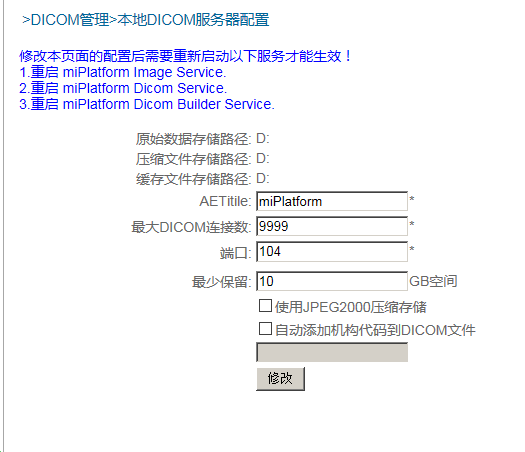 >DICOM管理>本地DICOM服务器配置
修改本页面的配置后需要重新启动以下服务才能生效！
1.重启 miPlatform Image Service.
2.重启 miPlatform Dicom Service.
3.重启 miPlatform Dicom Builder Service.
原始数据存储路径: D:
压缩文件存储路径: D:
缓存文件存储路径: D:
AETitile: miPlatform *
最大DICOM连接数: 9999 *
端口: 104 *
最少保留: 10 GB空间
使用JPEG2000压缩存储
自动添加机构代码到DICOM文件
修改